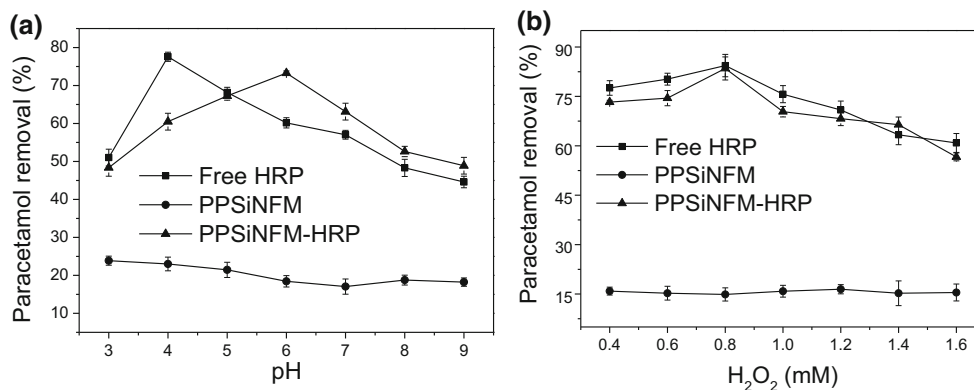 (a)
Paracetamol removal (%)
80
70
60
50
40
30
20
10
Free HRP
PPSiNFM
PPSiNFM-HRP
3 4 5 6 7 8 9
pH
(b)
Paracetamol removal (%)
90
75
60
45
30
15
Free HRP
PPSiNFM
PPSiNFM-HRP
0.4 0.6 0.8 1.0 1.2 1.4 1.6
H₂O₂ (mM)